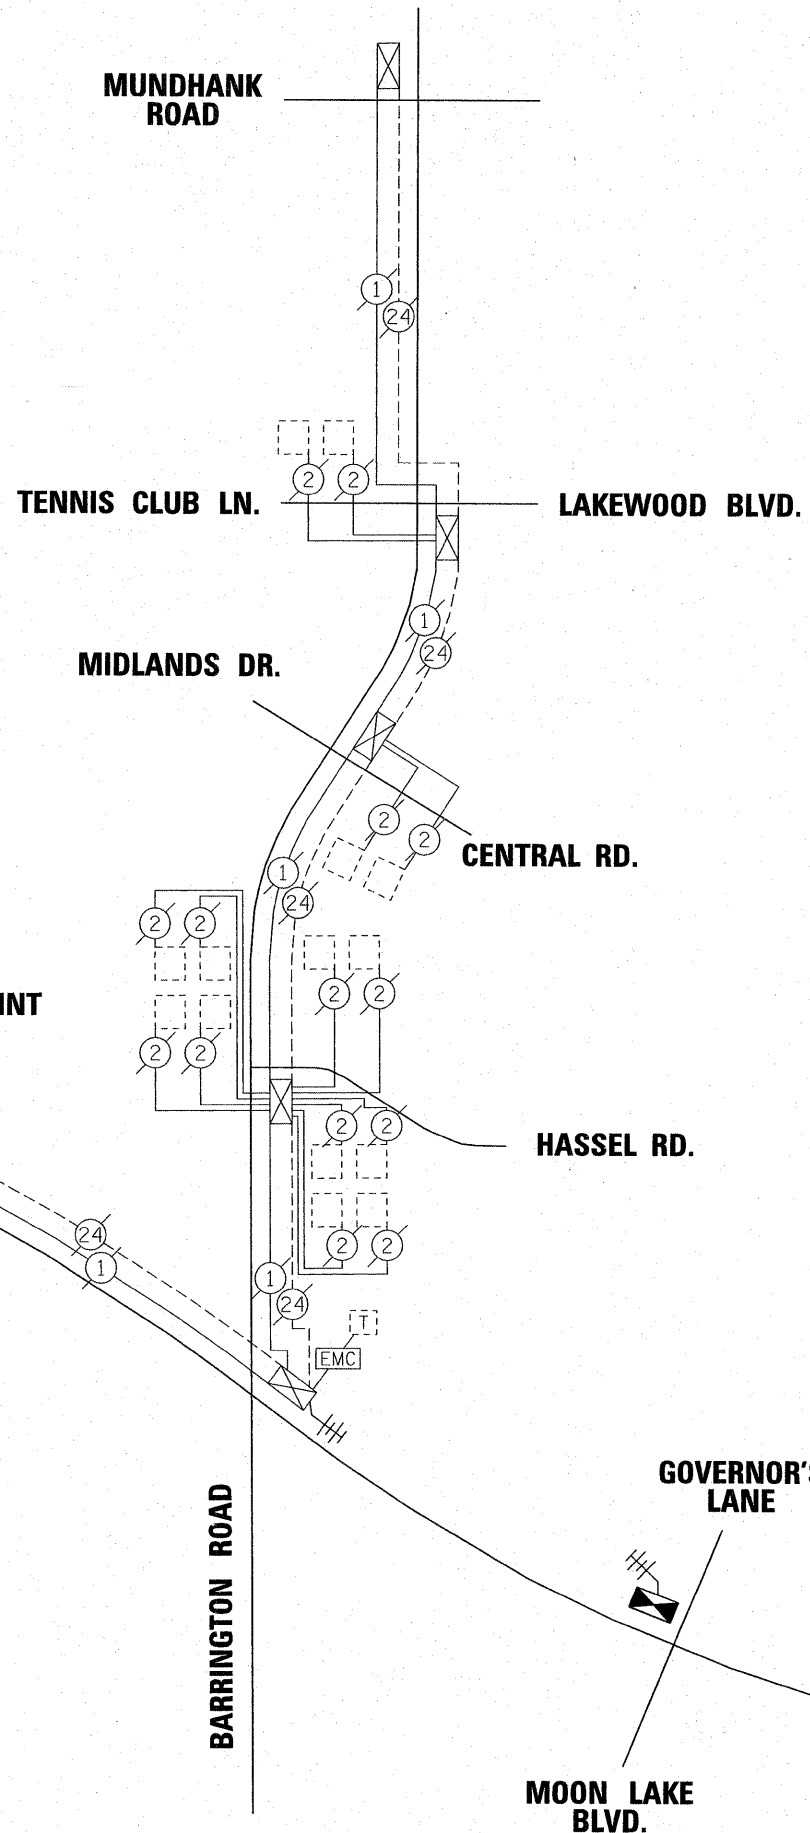 MUNDHANK
ROAD
1
24
2 2
TENNIS CLUB LN.
LAKEWOOD BLVD.
1
24
MIDLANDS DR.
2
2
CENTRAL RD.
1
24
2 2
2 2
INT
2 2
2 2
HASSEL RD.
24
1
2 2
1
24
T
EMC
GOVERNOR'S
LANE
BARRINGTON ROAD
MOON LAKE
BLVD.